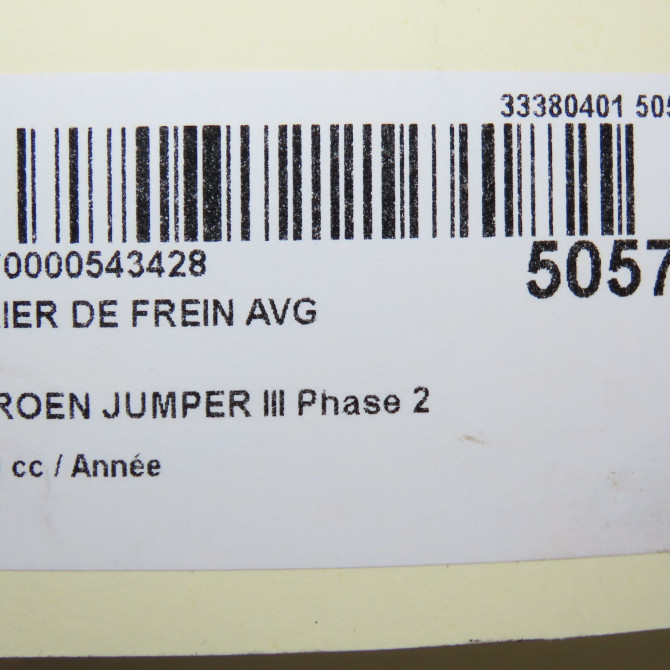 33380401 505
0000543428
5057
IER DE FREIN AVG
ROEN JUMPER III Phase 2
cc / Année